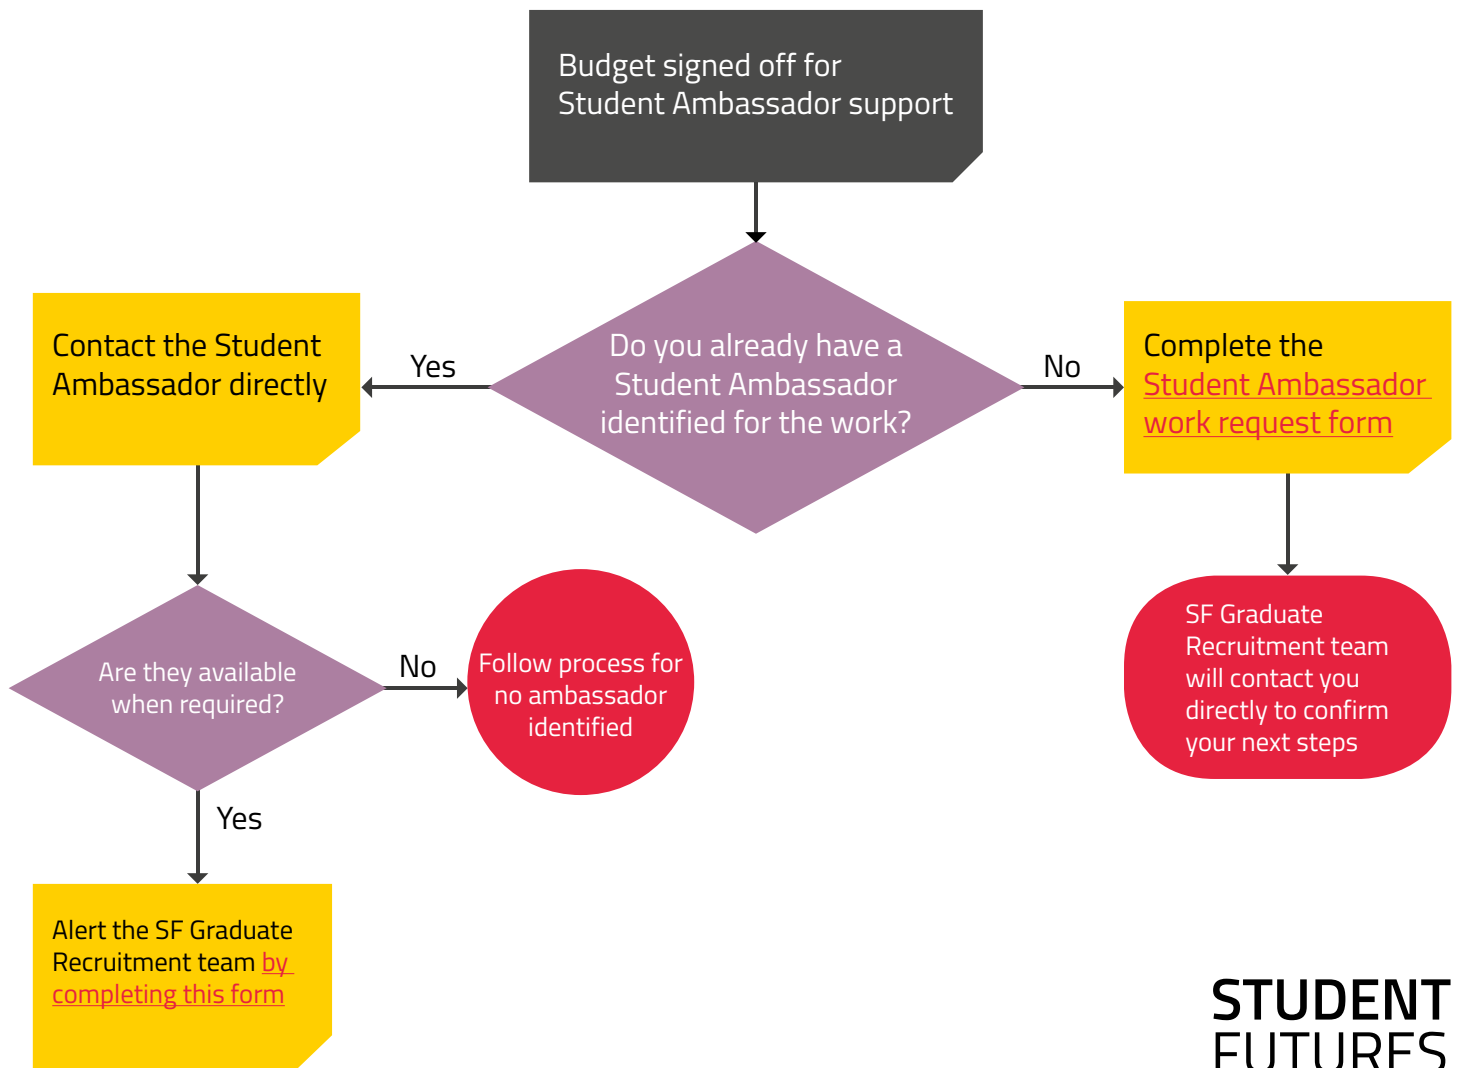 Budget signed off for
Student Ambassador support
Do you already have a
Student Ambassador
identified for the work?
Yes
No
Contact the Student
Ambassador directly
Complete the
Student Ambassador
work request form
Are they available
when required?
No
Follow process for
no ambassador
identified
SF Graduate
Recruitment team
will contact you
directly to confirm
your next steps
Yes
Alert the SF Graduate
Recruitment team by
completing this form
STUDENT
FUTURES